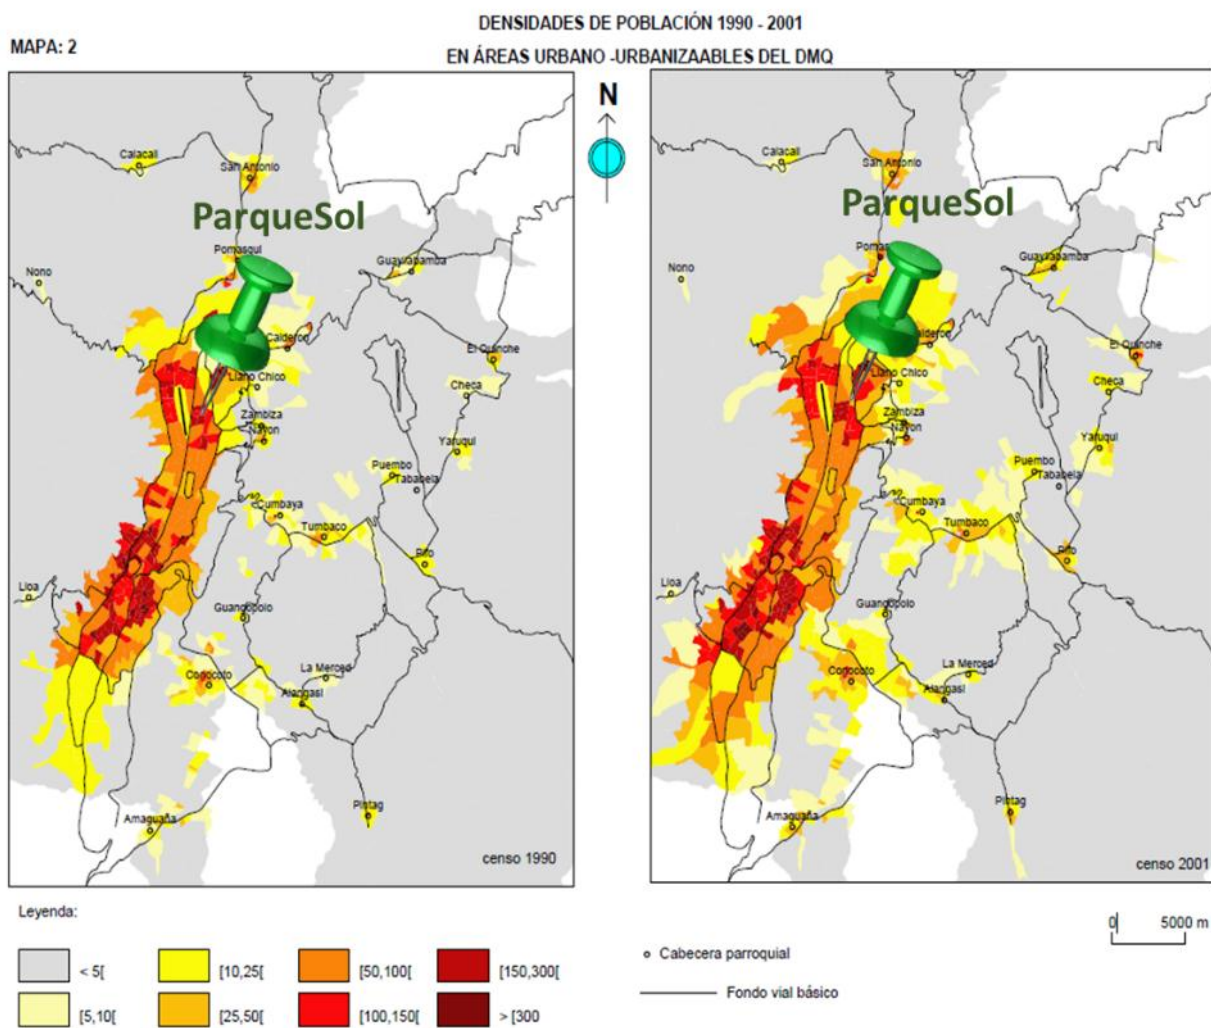 DENSIDADES DE POBLACIÓN 1990 - 2001
MAPA: 2
EN ÁREAS URBANO -URBANIZAABLES DEL DMQ
N
Calacali
San Antonio
ParqueSol
Pomasqui
Nono
Guayllabamba
Calderon
El Quinche
Llano Chico
Checa
Zambiza
Nayon
Yaruqui
Puembo
Tababela
Cumbaya
Tumbaco
Pifo
Lloa
Guangopolo
La Merced
Conocoto
Alangasi
Pintag
Amaguaña
censo 1990
Calacali
San Antonio
ParqueSol
Nono
Guayllabamba
El Quinche
Llano Chico
Checa
Zambiza
Nayon
Yaruqui
Puembo
Tababela
Cumbaya
Tumbaco
Pifo
Lloa
Guangopolo
La Merced
Conocoto
Alangasi
Pintag
Amaguaña
censo 2001
Leyenda:
0 5000 m
< 5[
[10,25[
[50,100[
[150,300[
Cabecera parroquial
[5,10[
[25,50[
[100,150[
> [300
Fondo vial básico